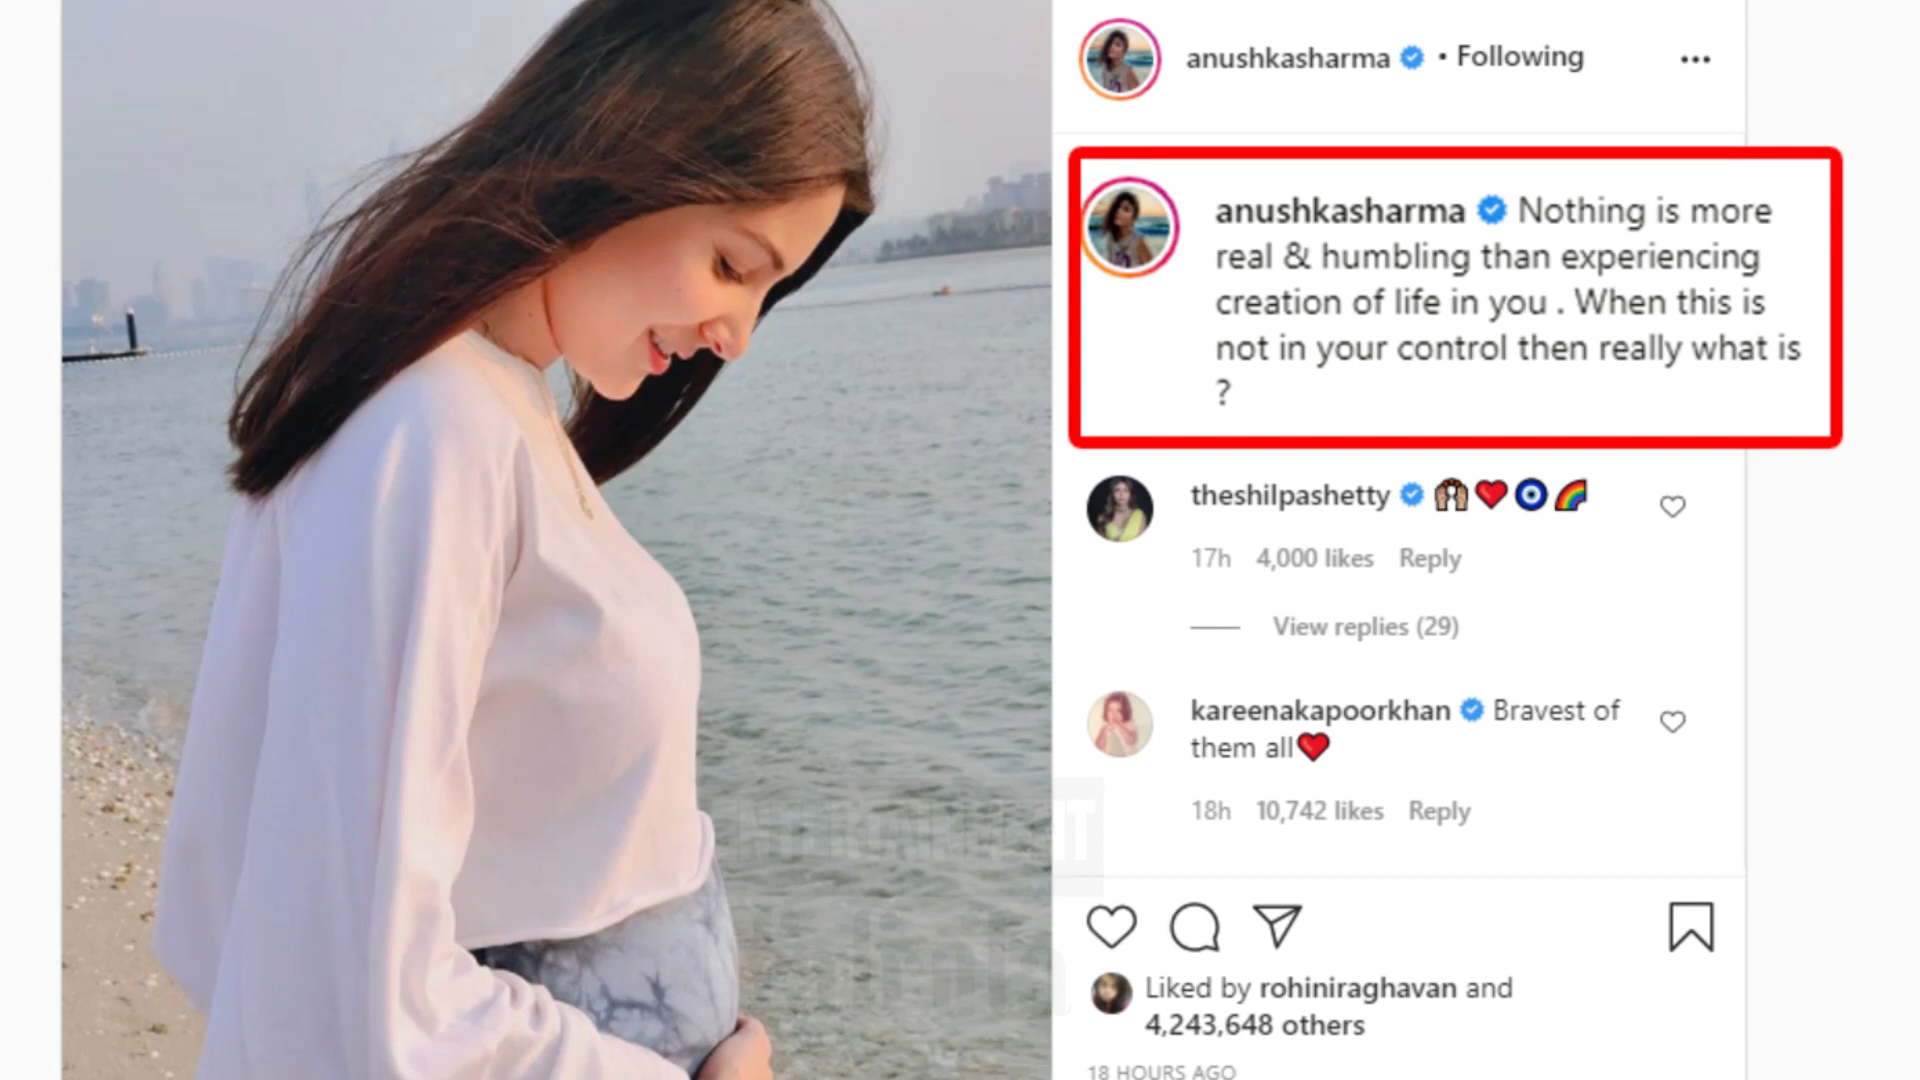 anushkasharma • Following
anushkasharma Nothing is more
real & humbling than experiencing
creation of life in you . When this is
not in your control then really what is
?
theshilpashetty 🙌🏽❤️🧿🌈
17h 4,000 likes Reply
View replies (29)
kareenakapoorkhan Bravest of
them all❤️
18h 10,742 likes Reply
Liked by rohiniraghavan and
4,243,648 others
18 HOURS AGO